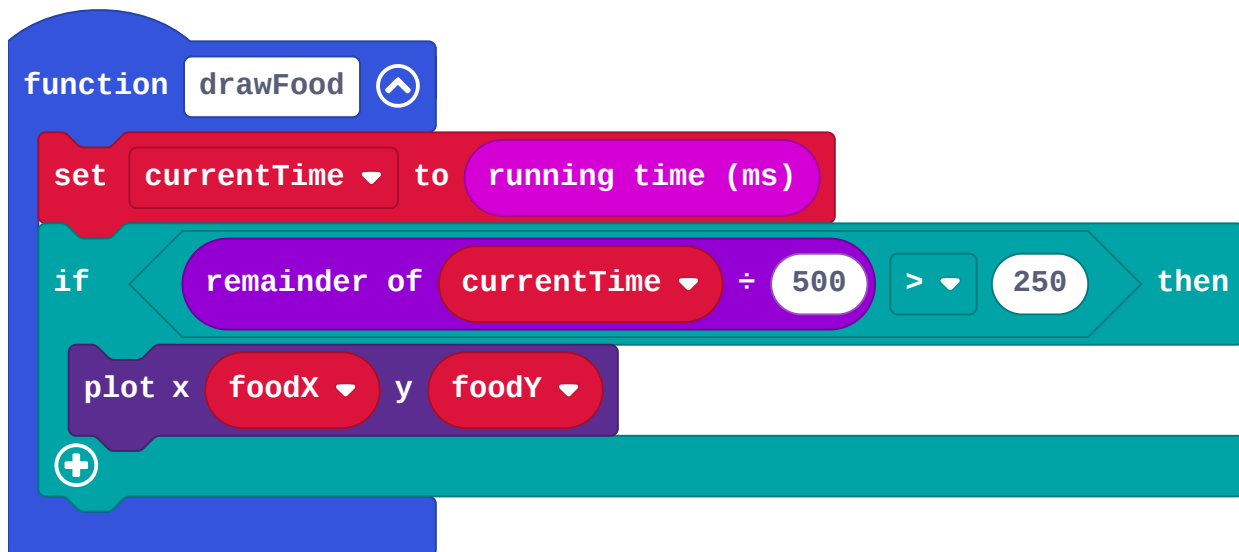 function drawFood
set currentTime to running time (ms)
if remainder of currentTime ÷ 500 > 250 then
plot x foodX y foodY